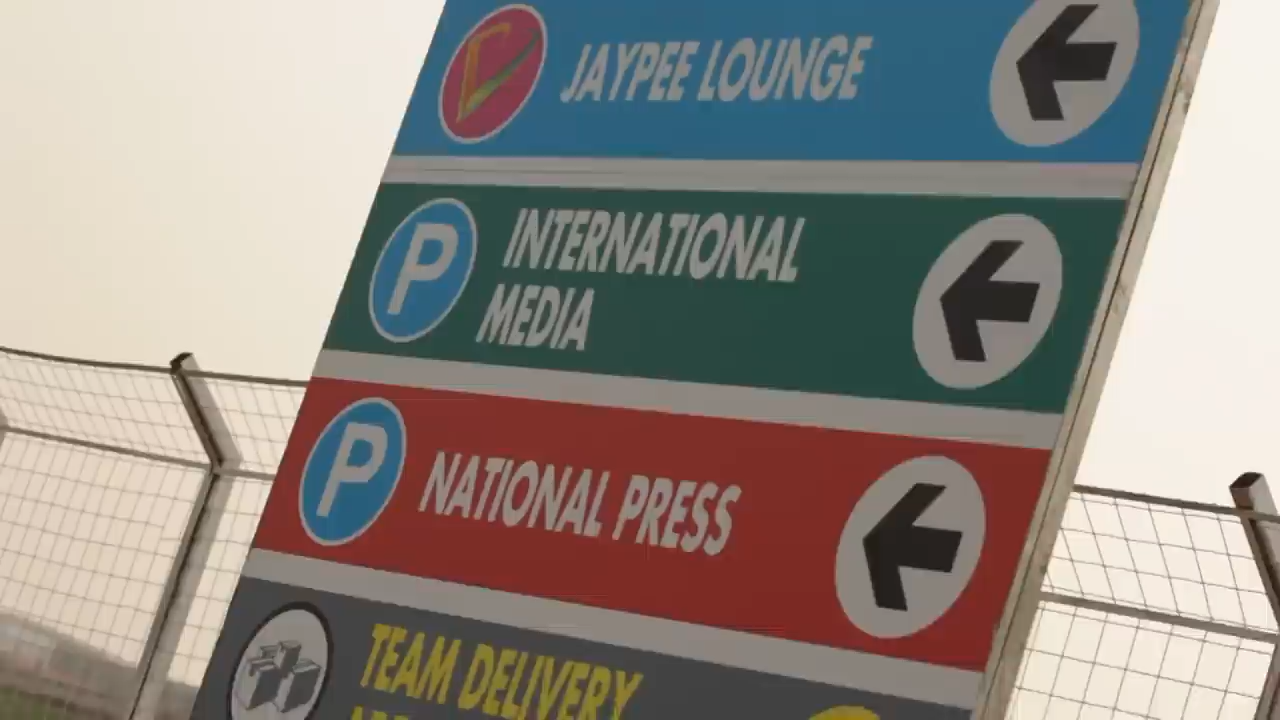 JAYPEE LOUNGE
P
INTERNATIONAL
MEDIA
P
NATIONAL PRESS
TEAM DELIVERY